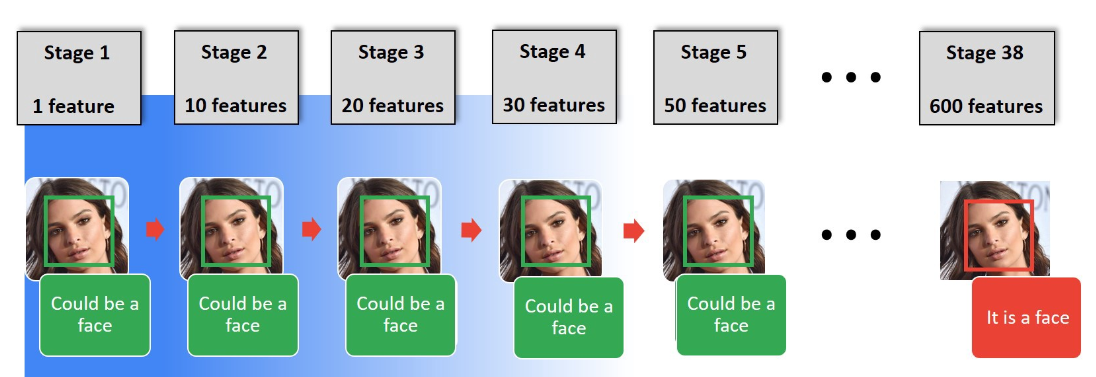 Stage 1
1 feature
Stage 2
10 features
Stage 3
20 features
Stage 4
30 features
Stage 5
50 features
• • •
Stage 38
600 features
Could be a
face
Could be a
face
Could be a
face
Could be a
face
Could be a
face
• • •
It is a face